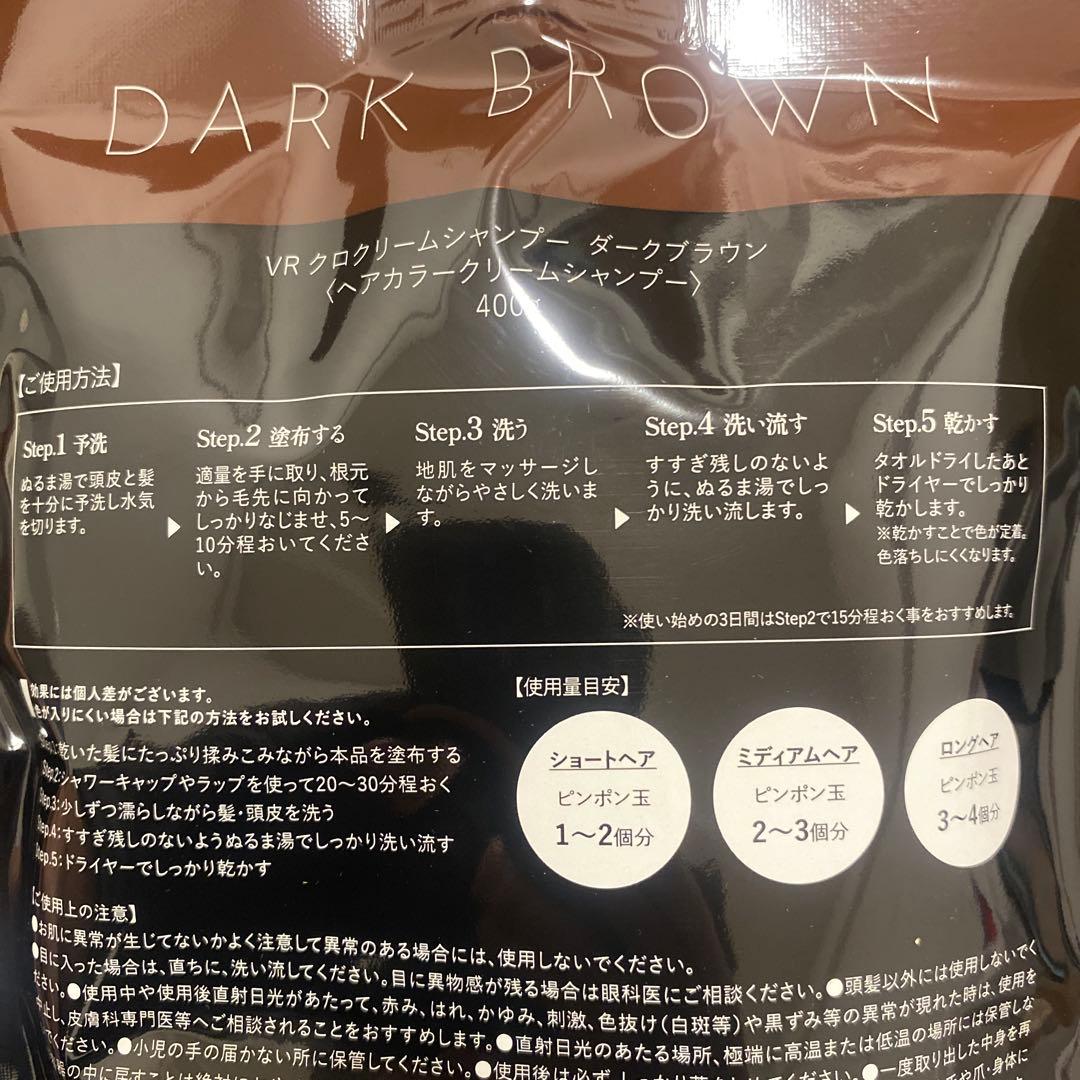 DARK BROWN
VR クロクリームシャンプー ダークブラウン
〈ヘアカラークリームシャンプー〉
400g
【ご使用方法】
Step.1 予洗
ぬるま湯で頭皮と髪
を十分に予洗し水気
を切ります。
Step.2 塗布する
適量を手に取り、根元
から毛先に向かって
しっかりなじませ、5〜
10分程おいてくださ
い。
Step.3 洗う
地肌をマッサージし
ながらやさしく洗いま
す。
Step.4 洗い流す
すすぎ残しのないよ
うに、ぬるま湯でしっ
かり洗い流します。
Step.5 乾かす
タオルドライしたあと
ドライヤーでしっかり
乾かします。
※乾かすことで色が定着。
色落ちしにくくなります。
※使い始めの3日間はStep2で15分程おく事をおすすめします。
効果には個人差がございます。
色が入りにくい場合は下記の方法をお試しください。
Step.1:乾いた髪にたっぷり揉みこみながら本品を塗布する
Step.2:シャワーキャップやラップを使って20〜30分程おく
Step.3:少しずつ濡らしながら髪・頭皮を洗う
Step.4:すすぎ残しのないようぬるま湯でしっかり洗い流す
Step.5:ドライヤーでしっかり乾かす
【使用量目安】
ショートヘア
ピンポン玉
1〜2個分
ミディアムヘア
ピンポン玉
2〜3個分
ロングヘア
ピンポン玉
3〜4個分
【ご使用上の注意】
●お肌に異常が生じてないかよく注意して異常のある場合には、使用しないでください。
●目に入った場合は、直ちに、洗い流してください。目に異物感が残る場合は眼科医にご相談ください。●頭髪以外には使用しないでく
ださい。●使用中や使用後直射日光があたって、赤み、はれ、かゆみ、刺激、色抜け(白斑等)や黒ずみ等の異常が現れた時は、使用を
中止し、皮膚科専門医等へご相談されることをおすすめします。●直射日光のあたる場所、極端に高温または低温の場所には保管しな
いでください。●小児の手の届かない所に保管してください。●使用後は必ず、しっかり蓋をしめてください。●一度取り出した中身を再